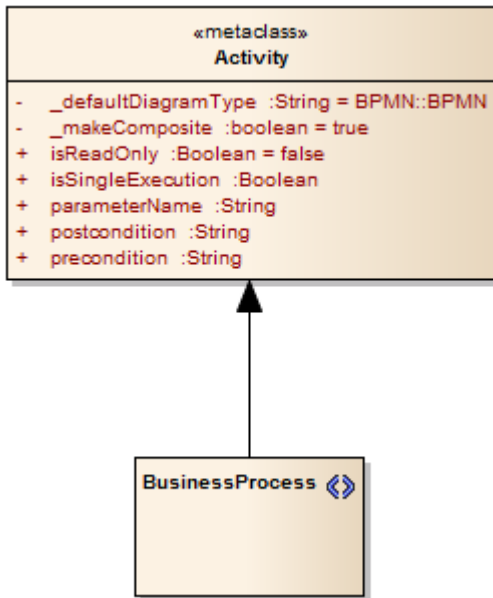 «metaclass»
Activity
- _defaultDiagramType :String = BPMN::BPMN
- _makeComposite :boolean = true
+ isReadOnly :Boolean = false
+ isSingleExecution :Boolean
+ parameterName :String
+ postcondition :String
+ precondition :String
BusinessProcess